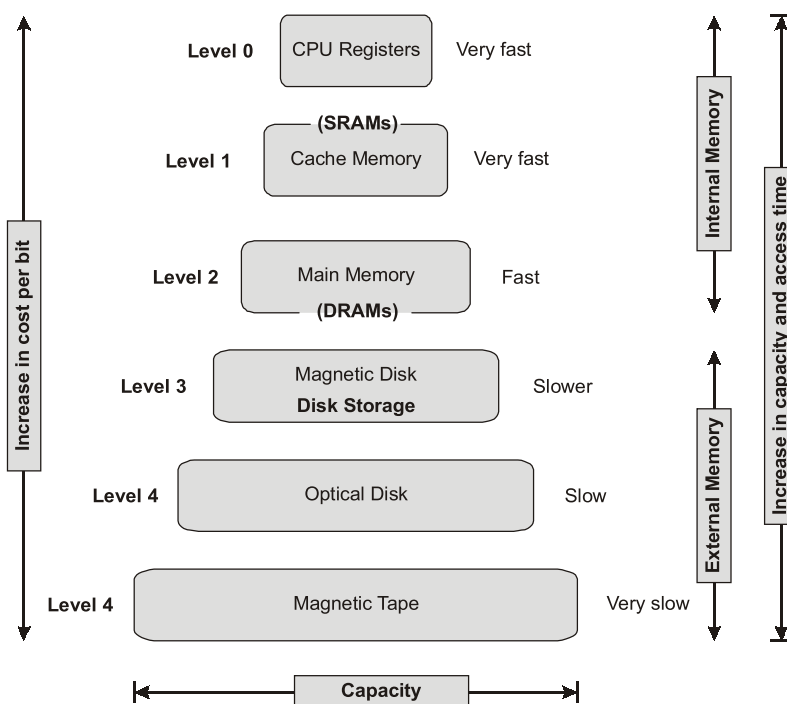 Level 0
CPU Registers
Very fast
(SRAMs)
Level 1
Cache Memory
Very fast
Level 2
Main Memory
Fast
(DRAMs)
Level 3
Magnetic Disk
Disk Storage
Slower
Level 4
Optical Disk
Slow
Level 4
Magnetic Tape
Very slow
Capacity
Increase in cost per bit
Internal Memory
External Memory
Increase in capacity and access time